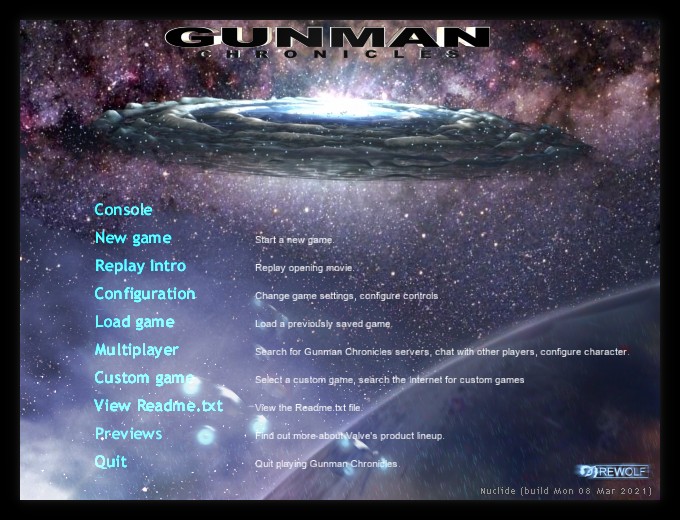 GUNMAN
CHRONICLES
Console
New game Start a new game.
Replay Intro Replay opening movie.
Configuration Change game settings, configure controls
Load game Load a previously saved game.
Multiplayer Search for Gunman Chronicles servers, chat with other players, configure character.
Custom game Select a custom game, search the Internet for custom games
View Readme.txt View the Readme.txt file.
Previews Find out more about Valve's product lineup.
Quit Quit playing Gunman Chronicles.
REWOLF
Nuclide (build Mon 08 Mar 2021)